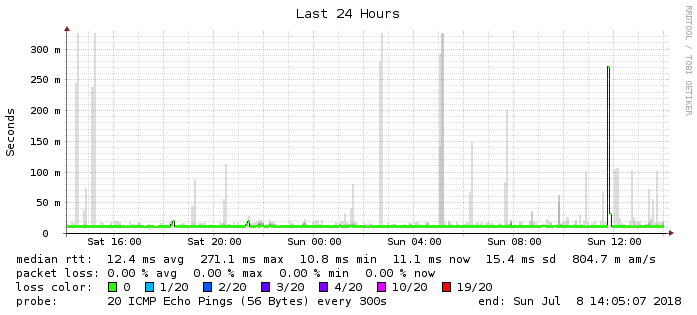 Last 24 Hours
RRDTOOL / TOBI OETIKER
Seconds
300 m
250 m
200 m
150 m
100 m
50 m
0
Sat 16:00 Sat 20:00 Sun 00:00 Sun 04:00 Sun 08:00 Sun 12:00
median rtt: 12.4 ms avg 271.1 ms max 10.8 ms min 11.1 ms now 15.4 ms sd 804.7 m am/s
packet loss: 0.00 % avg 0.00 % max 0.00 % min 0.00 % now
loss color: 0 1/20 2/20 3/20 4/20 10/20 19/20
probe: 20 ICMP Echo Pings (56 Bytes) every 300s end: Sun Jul 8 14:05:07 2018